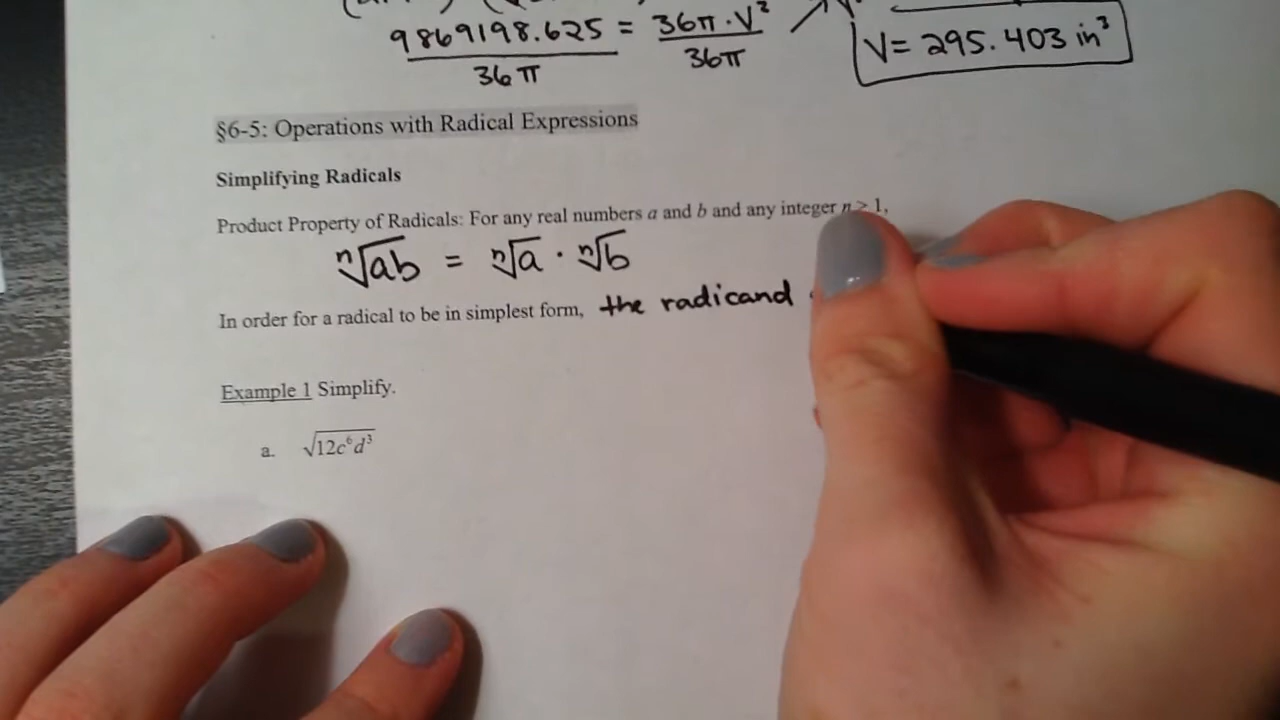 9869198.625 = 36π·V²
36π 36π
V = 295.403 in³
§6-5: Operations with Radical Expressions
Simplifying Radicals
Product Property of Radicals: For any real numbers a and b and any integer n > 1,
ⁿ√ab = ⁿ√a · ⁿ√b
In order for a radical to be in simplest form, the radicand
Example 1 Simplify.
a. √12c⁶d³